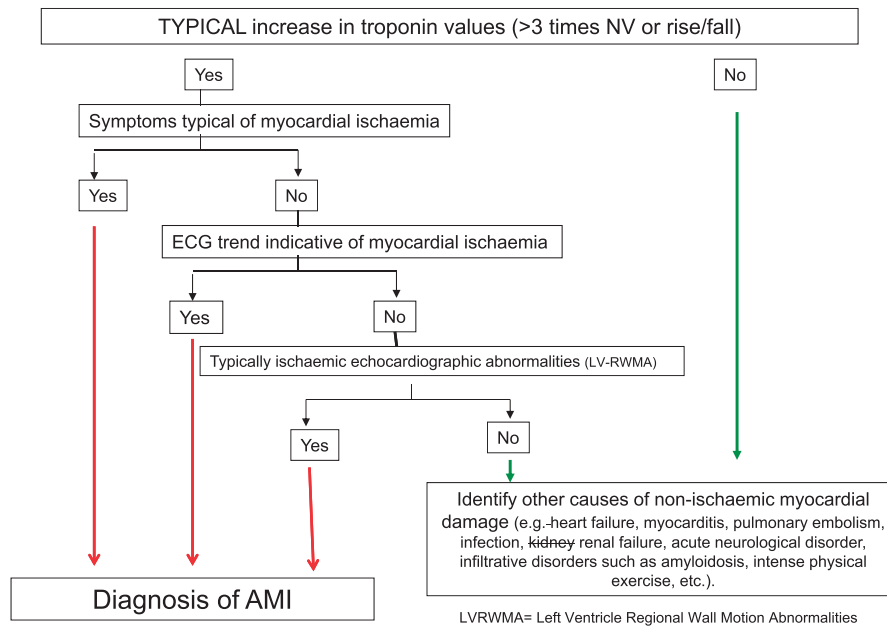 TYPICAL increase in troponin values (>3 times NV or rise/fall)
Yes
No
Symptoms typical of myocardial ischaemia
Yes
No
ECG trend indicative of myocardial ischaemia
Yes
No
Typically ischaemic echocardiographic abnormalities (LV-RWMA)
Yes
No
Identify other causes of non-ischaemic myocardial
damage (e.g.-heart failure, myocarditis, pulmonary embolism,
infection, kidney renal failure, acute neurological disorder,
infiltrative disorders such as amyloidosis, intense physical
exercise, etc.).
Diagnosis of AMI
LVRWMA= Left Ventricle Regional Wall Motion Abnormalities